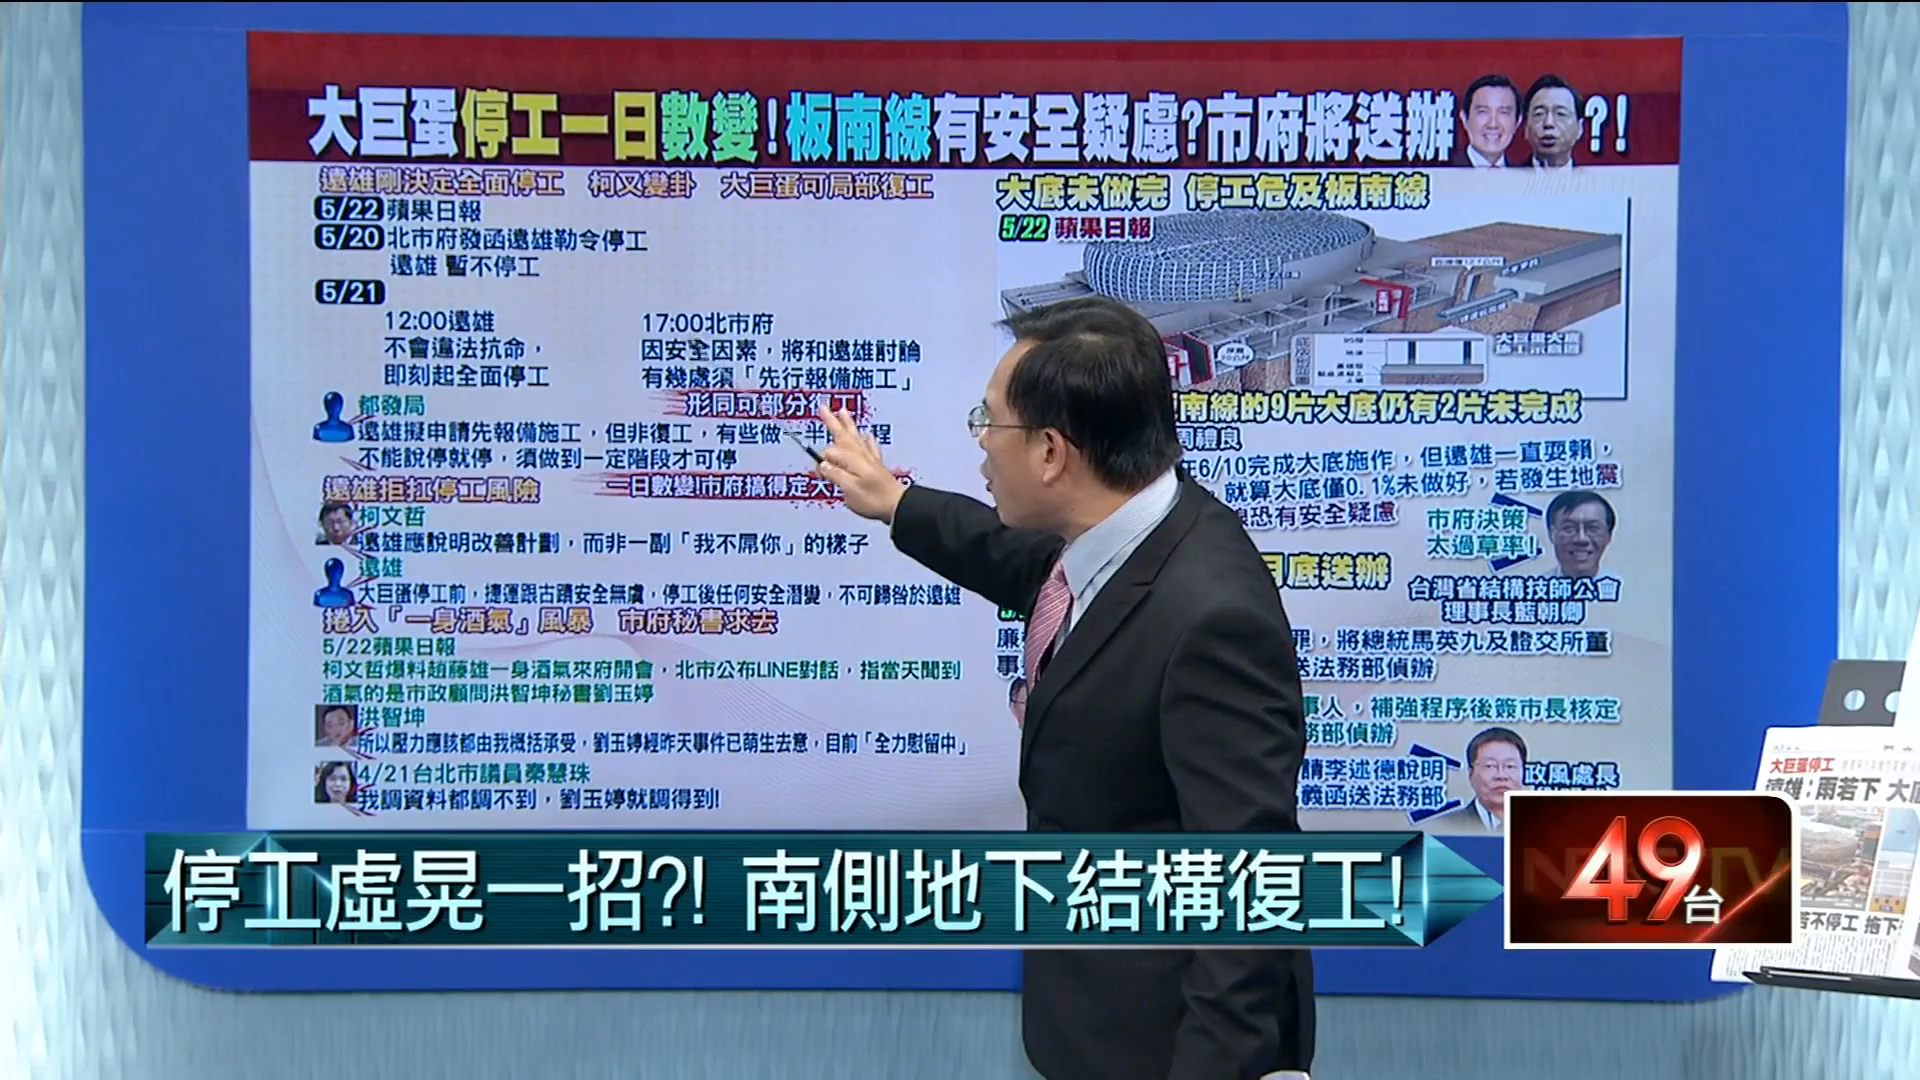 大巨蛋停工一日數變!板南線有安全疑慮?市府將送辦?!
遠雄剛決定全面停工 柯又變卦 大巨蛋可局部復工
5/22 蘋果日報
5/20 北市府發函遠雄勒令停工
遠雄 暫不停工
5/21
12:00遠雄
不會違法抗命，
即刻起全面停工
17:00北市府
因安全因素，將和遠雄討論
有幾處須「先行報備施工」
形同可部分復工!
都發局
遠雄擬申請先報備施工，但非復工，有些做一半的工程
不能說停就停，須做到一定階段才可停
遠雄拒扛停工風險
一日數變!市府搞得定大
柯文哲
遠雄應說明改善計劃，而非一副「我不屌你」的樣子
遠雄
大巨蛋停工前，捷運跟古蹟安全無虞，停工後任何安全潛變，不可歸咎於遠雄
捲入「一身酒氣」風暴 市府秘書求去
5/22蘋果日報
柯文哲爆料趙藤雄一身酒氣來府開會，北市公布LINE對話，指當天聞到
酒氣的是市政顧問洪智坤秘書劉玉婷
洪智坤
所以壓力應該都由我概括承受，劉玉婷經昨天事件已萌生去意，目前「全力慰留中」
4/21台北市議員秦慧珠
我調資料都調不到，劉玉婷就調得到!
大底未做完 停工危及板南線
5/22 蘋果日報
南線的9片大底仍有2片未完成
周禮良
在6/10完成大底施作，但遠雄一直耍賴，
，就算大底僅0.1%未做好，若發生地震
恐有安全疑慮
市府決策
太過草率!
台灣省結構技師公會
理事長藍朝卿
月底送辦
廉
罪，將總統馬英九及證交所董
事
送法務部偵辦
事人，補強程序後簽市長核定
務部偵辦
請李述德說明
名義函送法務部
政風處長
停工虛晃一招?! 南側地下結構復工!
49台
大巨蛋停工
遠雄:雨若下 大底
若不停工 拖下